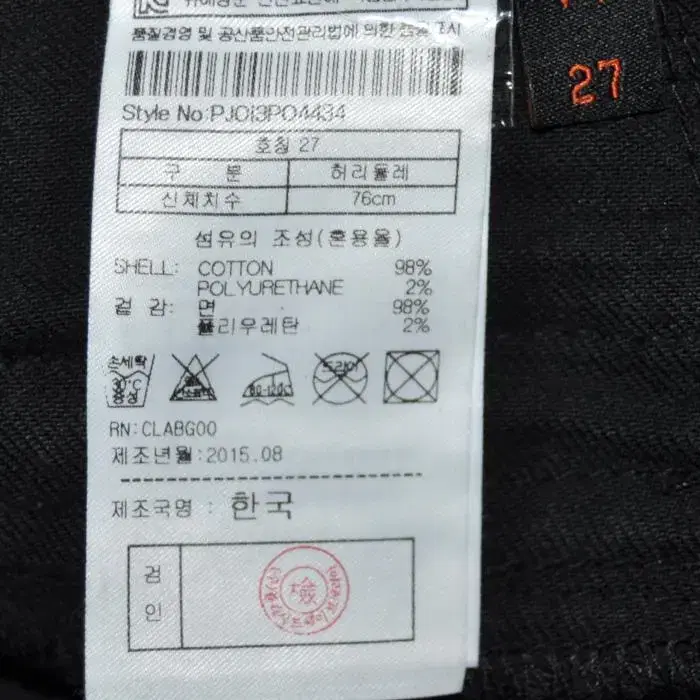 품질경영 및 공산품안전관리법에 의한 품질표시
Style No:PJOI3PO4434
호칭 27
구 분 허리둘레
신체치수 76cm
섬유의 조성(혼용율)
SHELL: COTTON 98%
POLYURETHANE 2%
겉 감: 면 98%
폴리우레탄 2%
손세탁
30°C
중성
80-120°C
드라이
RN:CLABG00
제조년월:2015.08
제조국명 : 한국
검
인
27